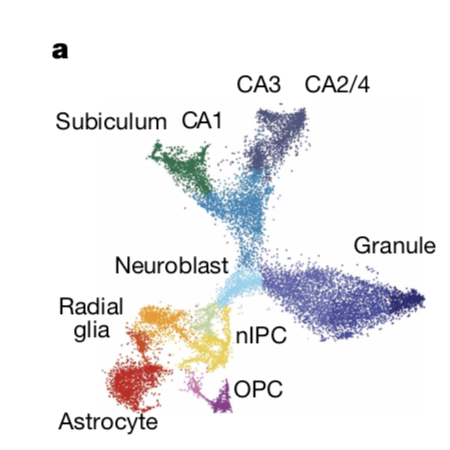 a
CA3 CA2/4
Subiculum CA1
Granule
Neuroblast
Radial
glia
nIPC
OPC
Astrocyte